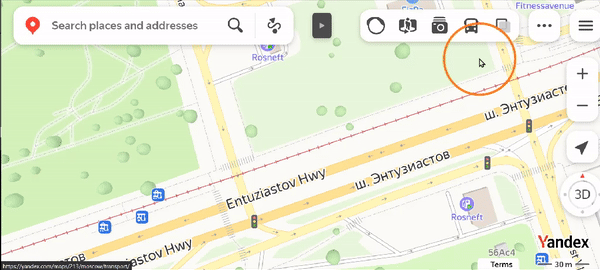 Fitnessavenue
Search places and addresses
Rosneft
ш. Энтузиастов
ш. Энтузиастов
Entuziastov Hwy
Rosneft
3D
Entuziastov Hwy
56Ac4
Yandex
https://yandex.com/maps/213/moscow/transport/
Terms
30 m